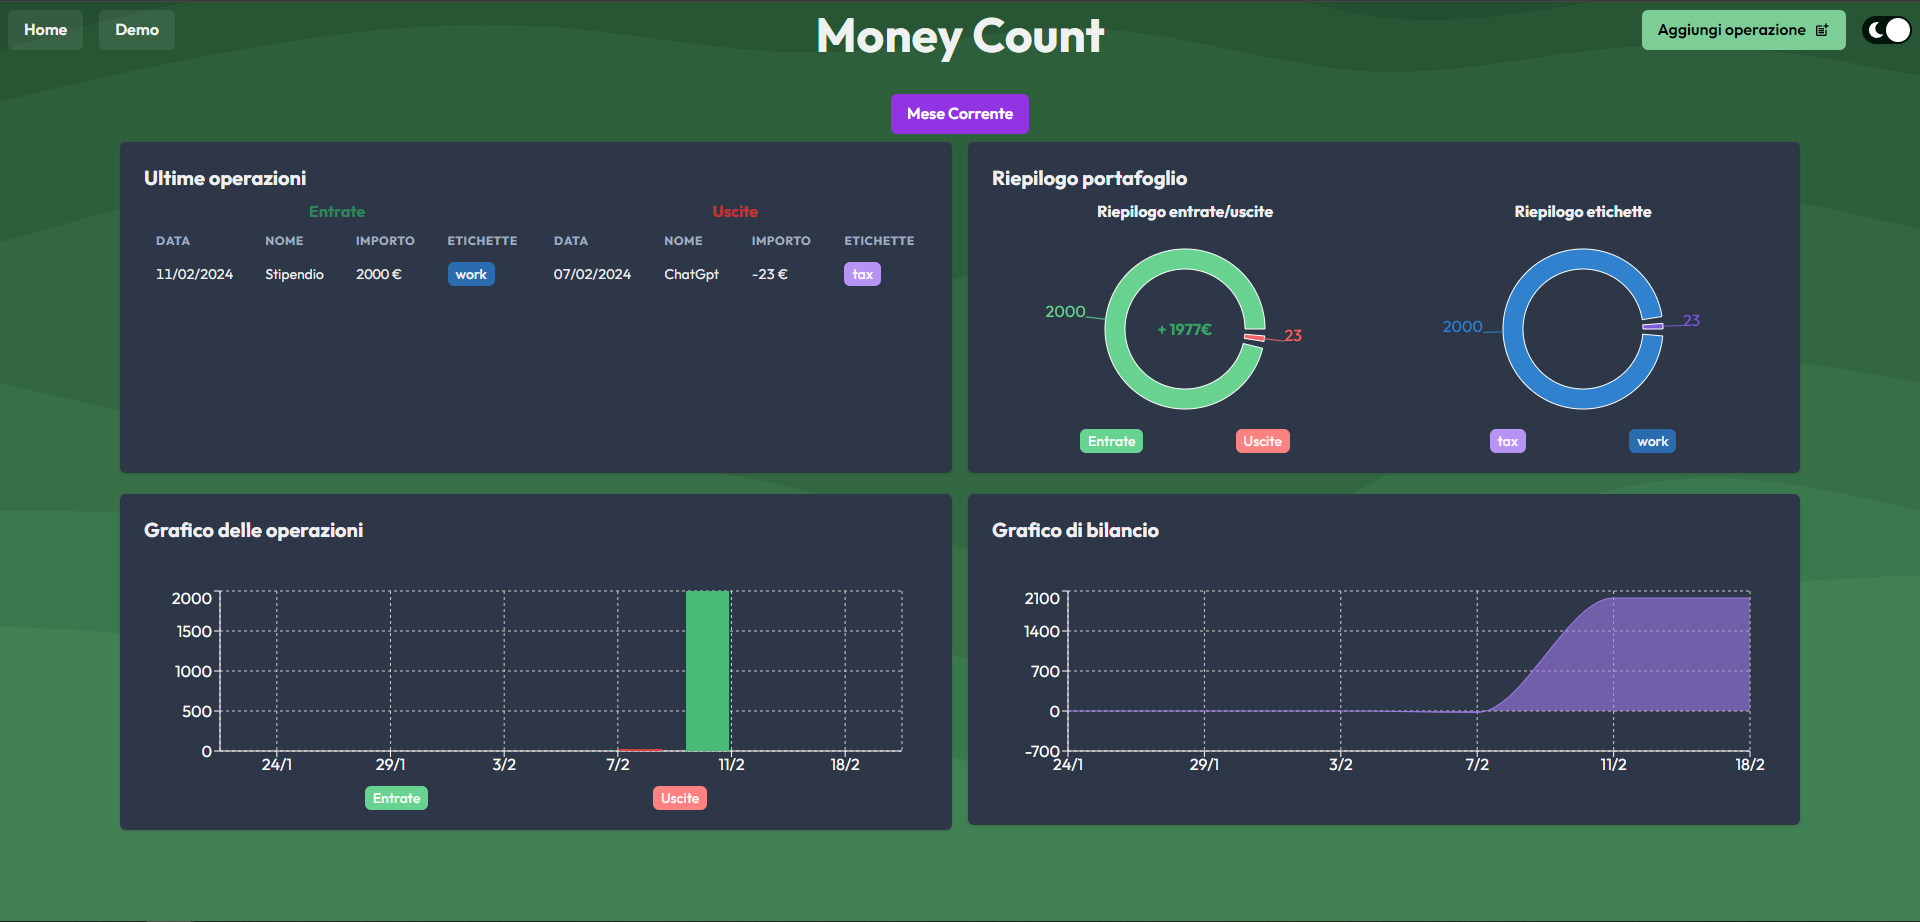 Home
Demo
Money Count
Aggiungi operazione
Mese Corrente
Ultime operazioni
Entrate
Uscite
DATA NOME IMPORTO ETICHETTE DATA NOME IMPORTO ETICHETTE
11/02/2024 Stipendio 2000 € work 07/02/2024 ChatGpt -23 € tax
Riepilogo portafoglio
Riepilogo entrate/uscite
2000
+ 1977€
23
Entrate
Uscite
Riepilogo etichette
2000
23
tax
work
Grafico delle operazioni
2000
1500
1000
500
0
24/1 29/1 3/2 7/2 11/2 18/2
Entrate
Uscite
Grafico di bilancio
2100
1400
700
0
-700
24/1 29/1 3/2 7/2 11/2 18/2